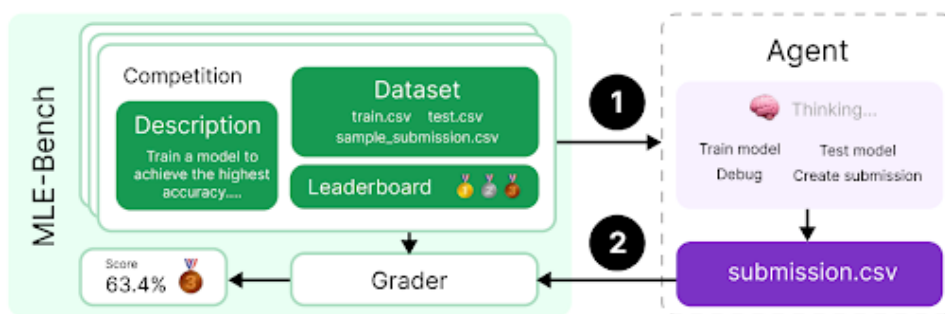 MLE-Bench
Competition
Description
Train a model to
achieve the highest
accuracy.....
Dataset
train.csv test.csv
sample_submission.csv
Leaderboard
1
Agent
Thinking...
Train model Test model
Debug Create submission
submission.csv
2
Grader
Score
63.4%
3